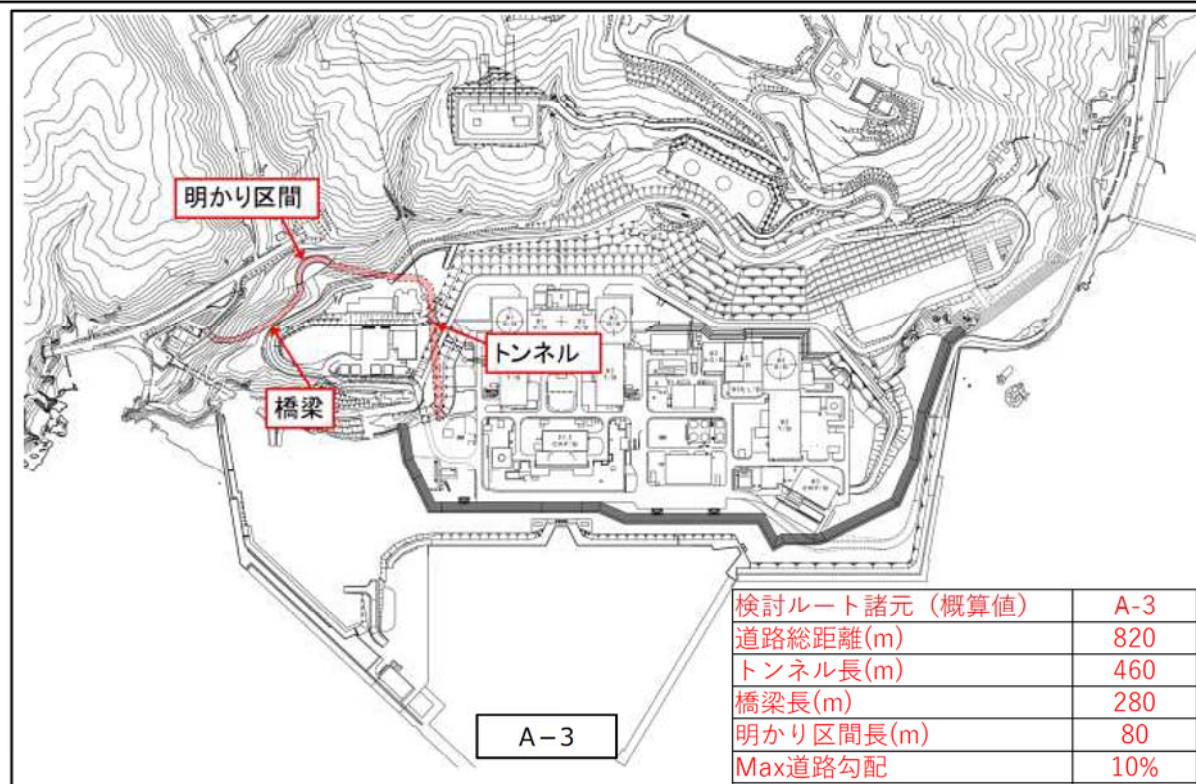 明かり区間
トンネル
橋梁
A-3
検討ルート諸元（概算値） A-3
道路総距離(m) 820
トンネル長(m) 460
橋梁長(m) 280
明かり区間長(m) 80
Max道路勾配 10%